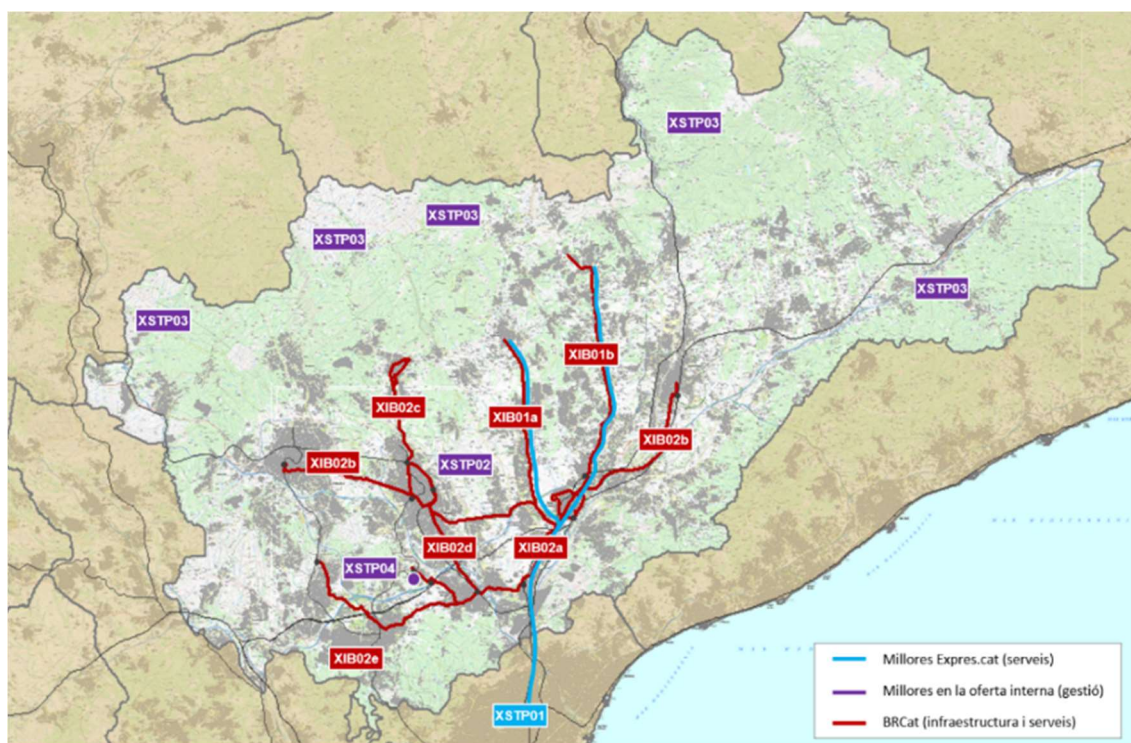 XSTP03
XSTP03
XSTP03
XSTP03
XSTP03
XIB01b
XIB02c
XIB01a
XIB02b
XIB02b
XSTP02
XIB02d
XIB02a
XSTP04
XIB02e
XSTP01
Millores Expres.cat (serveis)
Millores en la oferta interna (gestió)
BRCat (infraestructura i serveis)